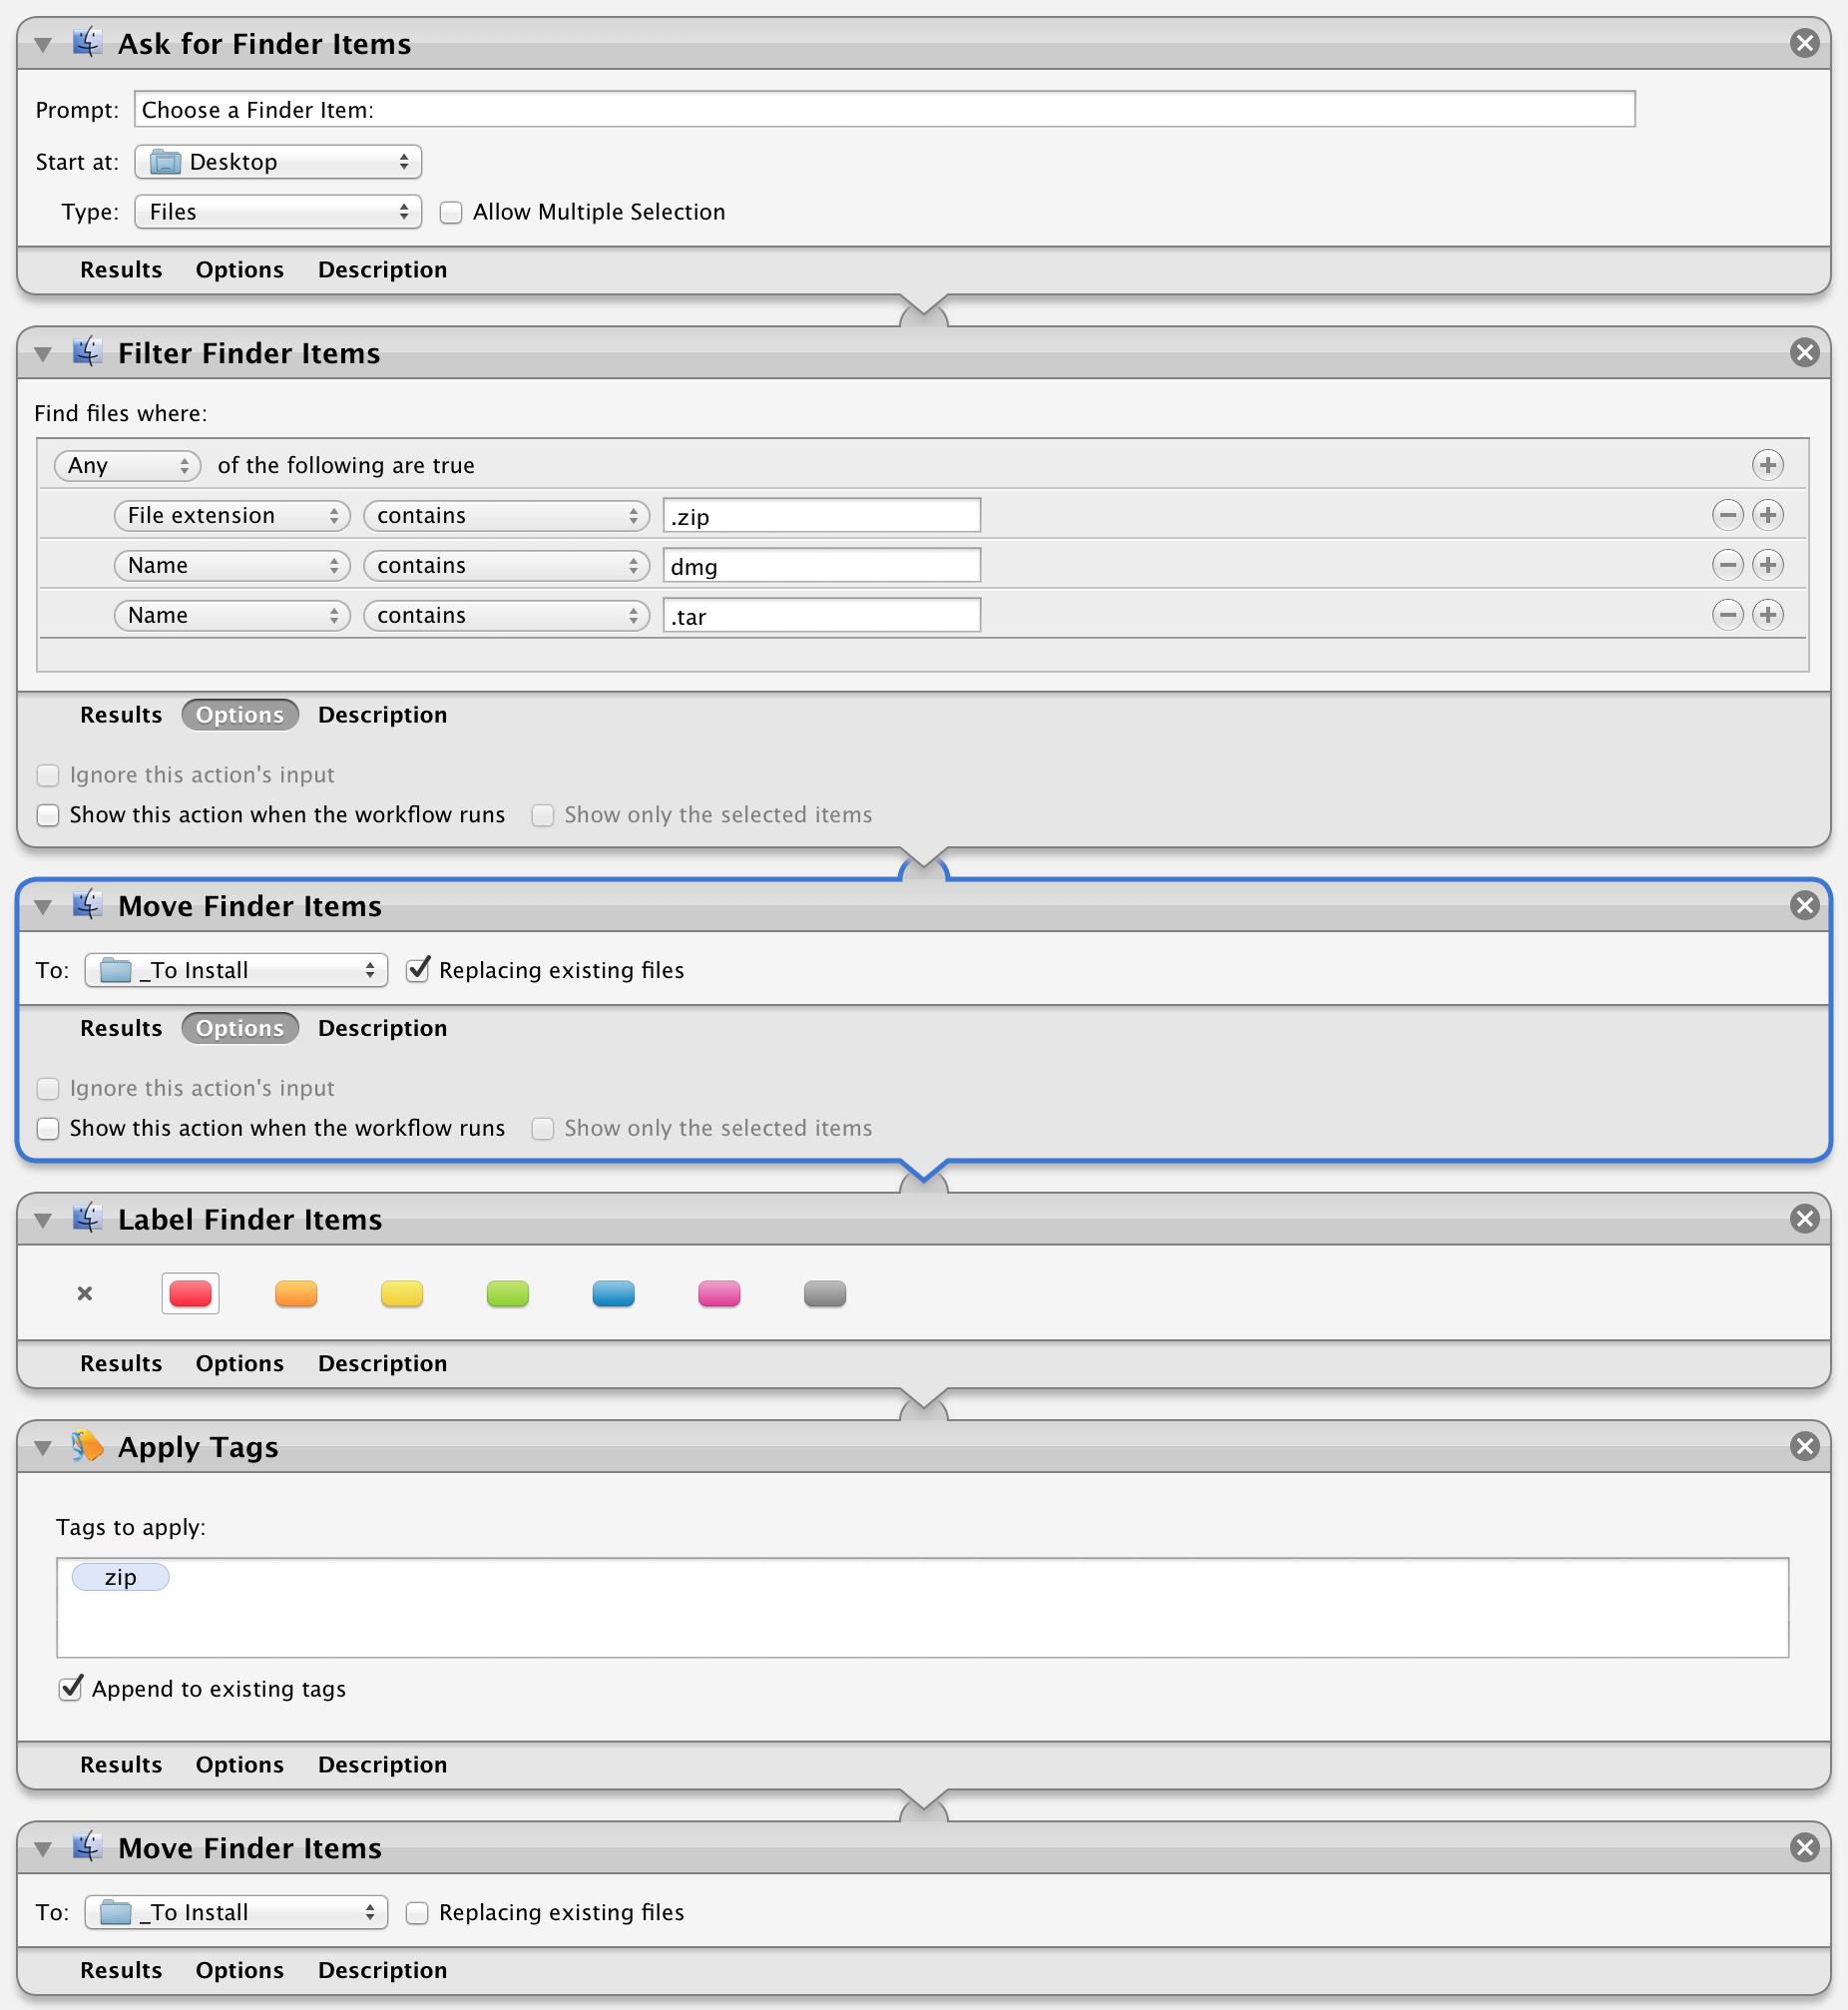 Ask for Finder Items
Prompt: Choose a Finder Item:
Start at: Desktop
Type: Files Allow Multiple Selection
Results Options Description
Filter Finder Items
Find files where:
Any of the following are true
File extension contains .zip
Name contains dmg
Name contains .tar
Results Options Description
Ignore this action's input
Show this action when the workflow runs Show only the selected items
Move Finder Items
To: _To Install Replacing existing files
Results Options Description
Ignore this action's input
Show this action when the workflow runs Show only the selected items
Label Finder Items
Results Options Description
Apply Tags
Tags to apply:
zip
Append to existing tags
Results Options Description
Move Finder Items
To: _To Install Replacing existing files
Results Options Description